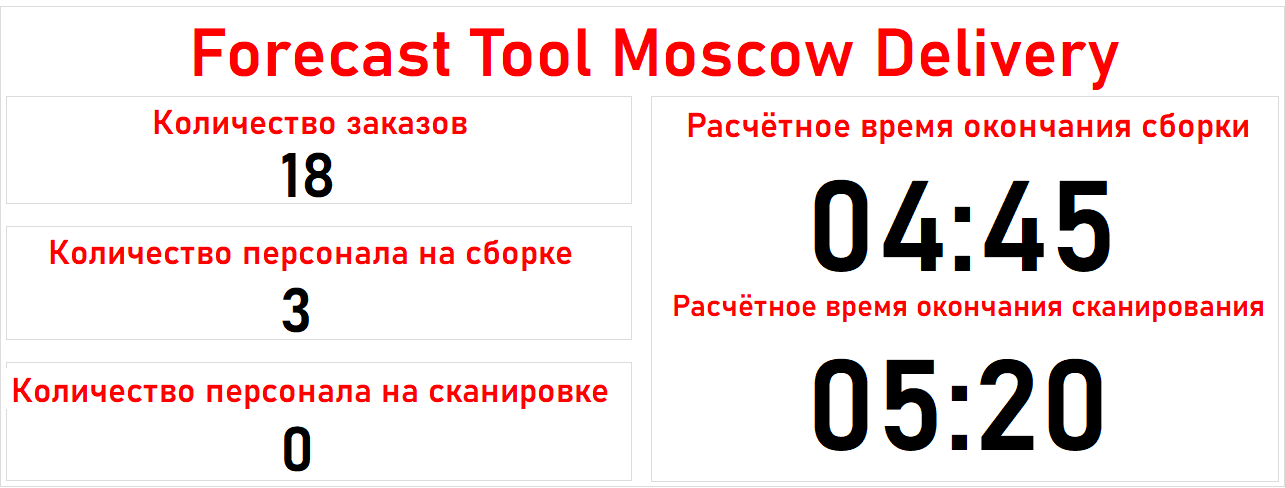 Forecast Tool Moscow Delivery
Количество заказов
18
Количество персонала на сборке
3
Количество персонала на сканировке
0
Расчётное время окончания сборки
04:45
Расчётное время окончания сканирования
05:20